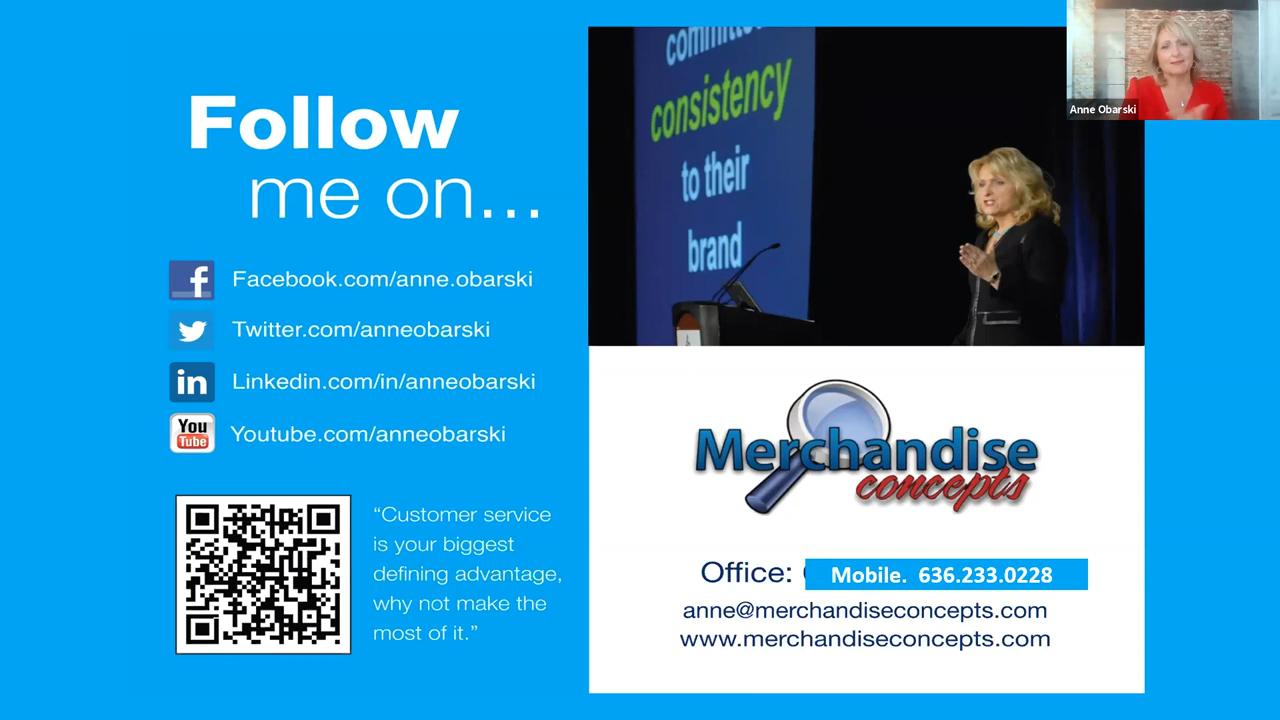 Follow
me on...
Facebook.com/anne.obarski
Twitter.com/anneobarski
Linkedin.com/in/anneobarski
You
Tube
Youtube.com/anneobarski
“Customer service
is your biggest
defining advantage,
why not make the
most of it.”
consistency
to their
brand
Anne Obarski
Merchandise
concepts
Office:
Mobile. 636.233.0228
anne@merchandiseconcepts.com
www.merchandiseconcepts.com